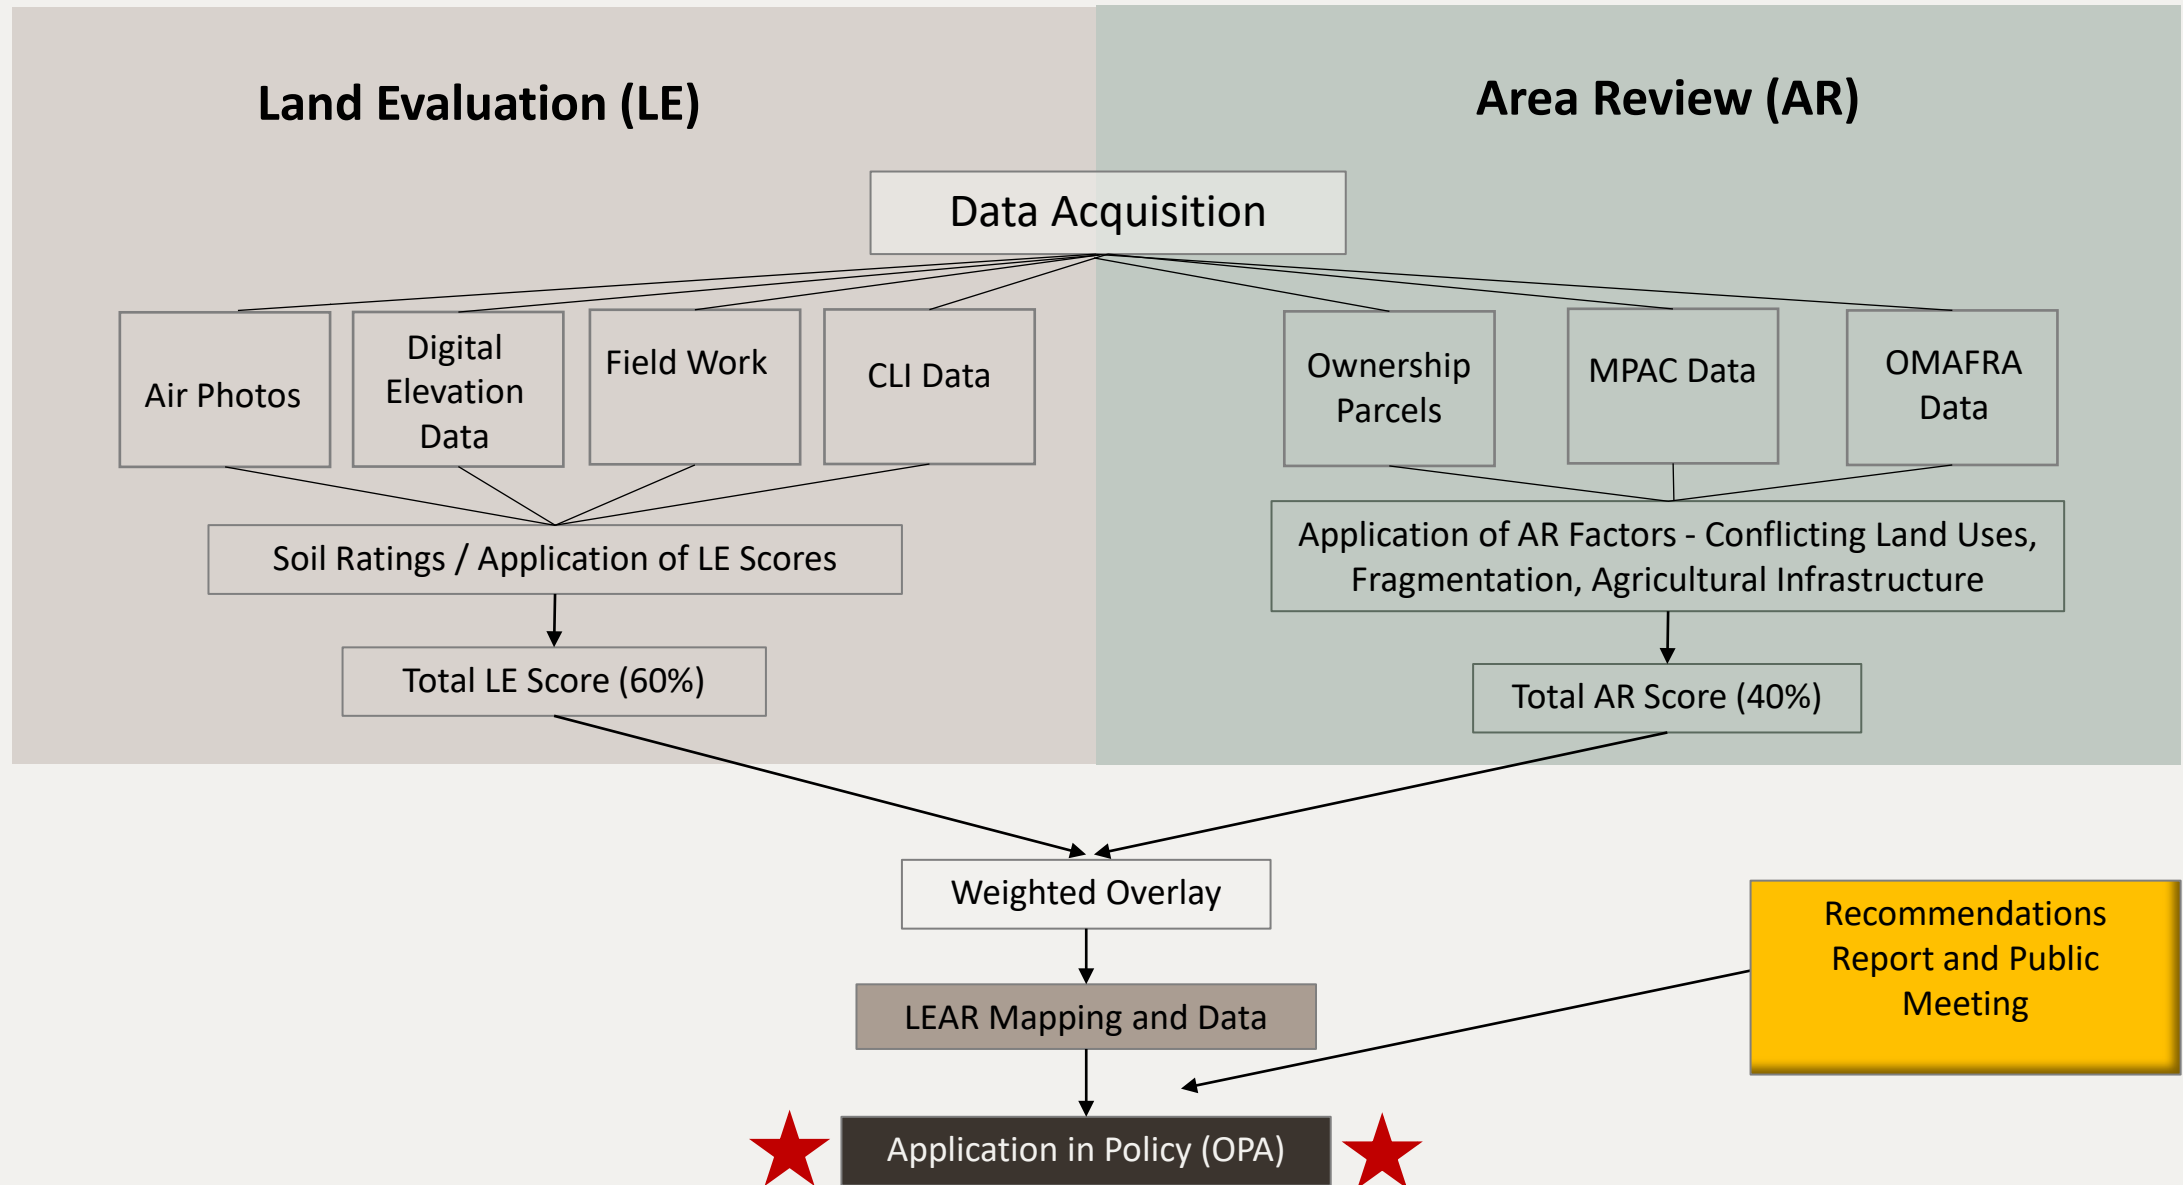 Land Evaluation (LE)
Area Review (AR)
Data Acquisition
Air Photos
Digital
Elevation
Data
Field Work
CLI Data
Ownership
Parcels
MPAC Data
OMAFRA
Data
Soil Ratings / Application of LE Scores
Application of AR Factors - Conflicting Land Uses,
Fragmentation, Agricultural Infrastructure
Total LE Score (60%)
Total AR Score (40%)
Weighted Overlay
Recommendations
Report and Public
Meeting
LEAR Mapping and Data
Application in Policy (OPA)